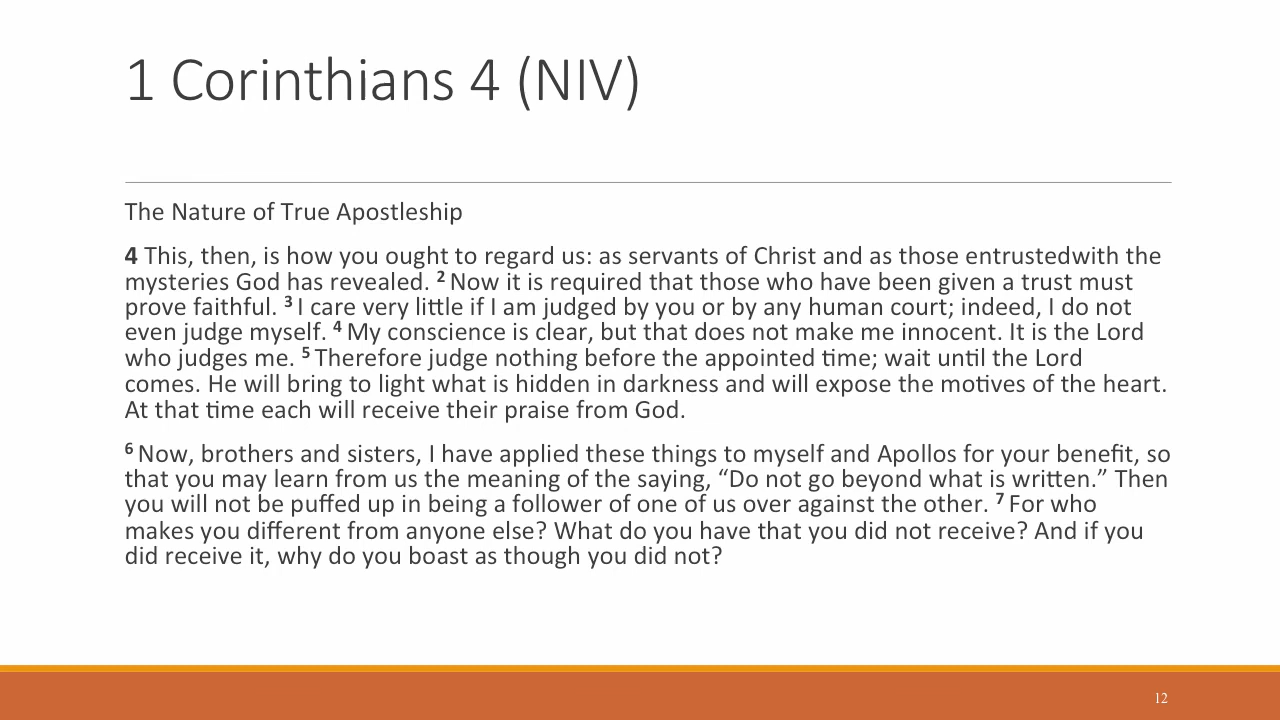 1 Corinthians 4 (NIV)
The Nature of True Apostleship
4 This, then, is how you ought to regard us: as servants of Christ and as those entrustedwith the
mysteries God has revealed. 2 Now it is required that those who have been given a trust must
prove faithful. 3 I care very little if I am judged by you or by any human court; indeed, I do not
even judge myself. 4 My conscience is clear, but that does not make me innocent. It is the Lord
who judges me. 5 Therefore judge nothing before the appointed time; wait until the Lord
comes. He will bring to light what is hidden in darkness and will expose the motives of the heart.
At that time each will receive their praise from God.
6 Now, brothers and sisters, I have applied these things to myself and Apollos for your benefit, so
that you may learn from us the meaning of the saying, “Do not go beyond what is written.” Then
you will not be puffed up in being a follower of one of us over against the other. 7 For who
makes you different from anyone else? What do you have that you did not receive? And if you
did receive it, why do you boast as though you did not?
12